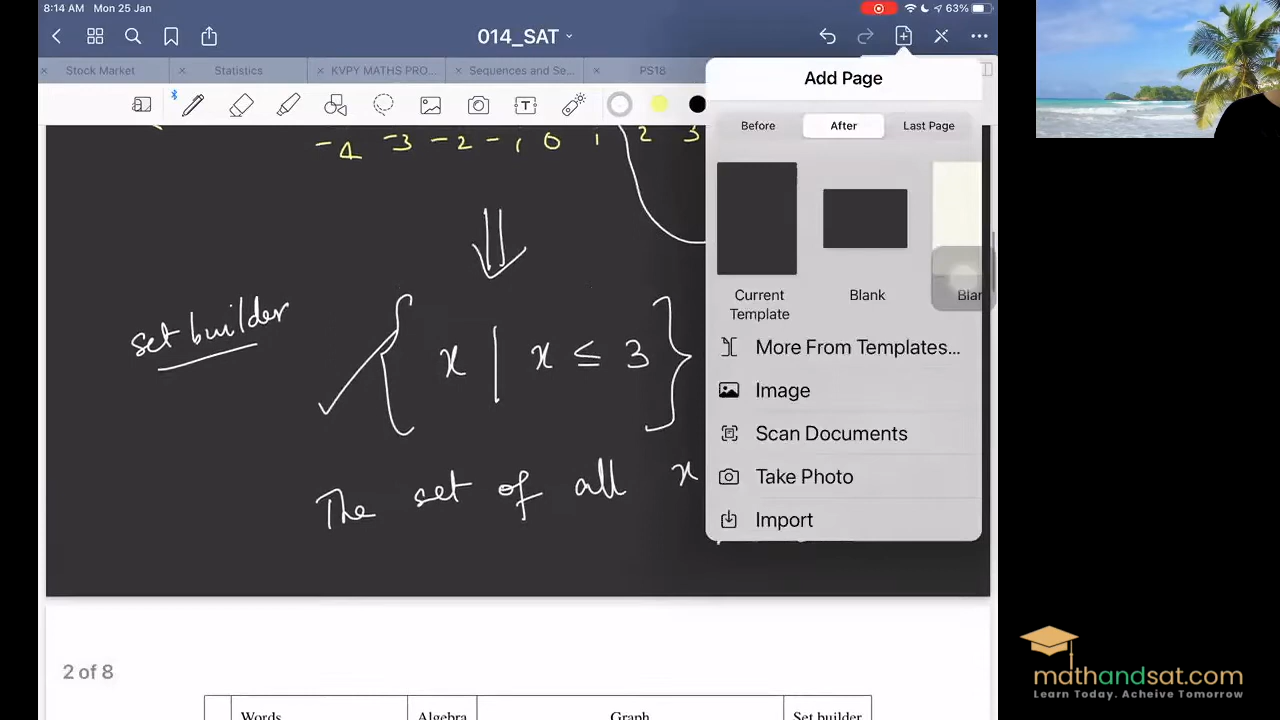 8:14 AM Mon 25 Jan
63%
014_SAT
Stock Market
Statistics
KVPY MATHS PRO...
Sequences and Se...
PS18
Add Page
Before After Last Page
-4 -3 -2 -1 0 1 2 3
Current Template
Blank
Blan
set builder
{ x | x ≤ 3 }
The set of all x
More From Templates...
Image
Scan Documents
Take Photo
Import
2 of 8
Words Algebra Graph Set builder
mathandsat.com
Learn Today. Acheive Tomorrow